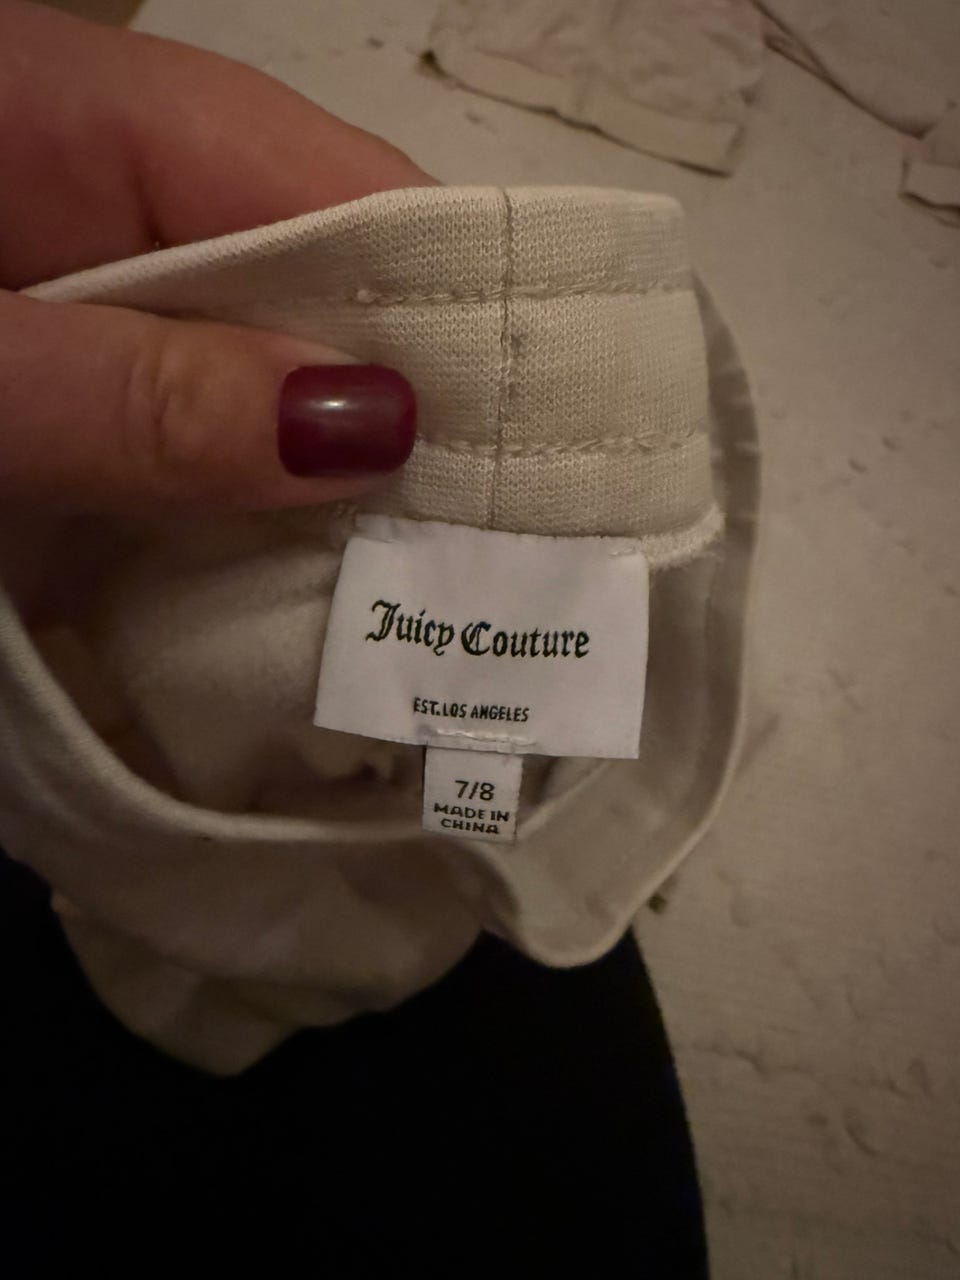 Juicy Couture
EST. LOS ANGELES
7/8
MADE IN
CHINA